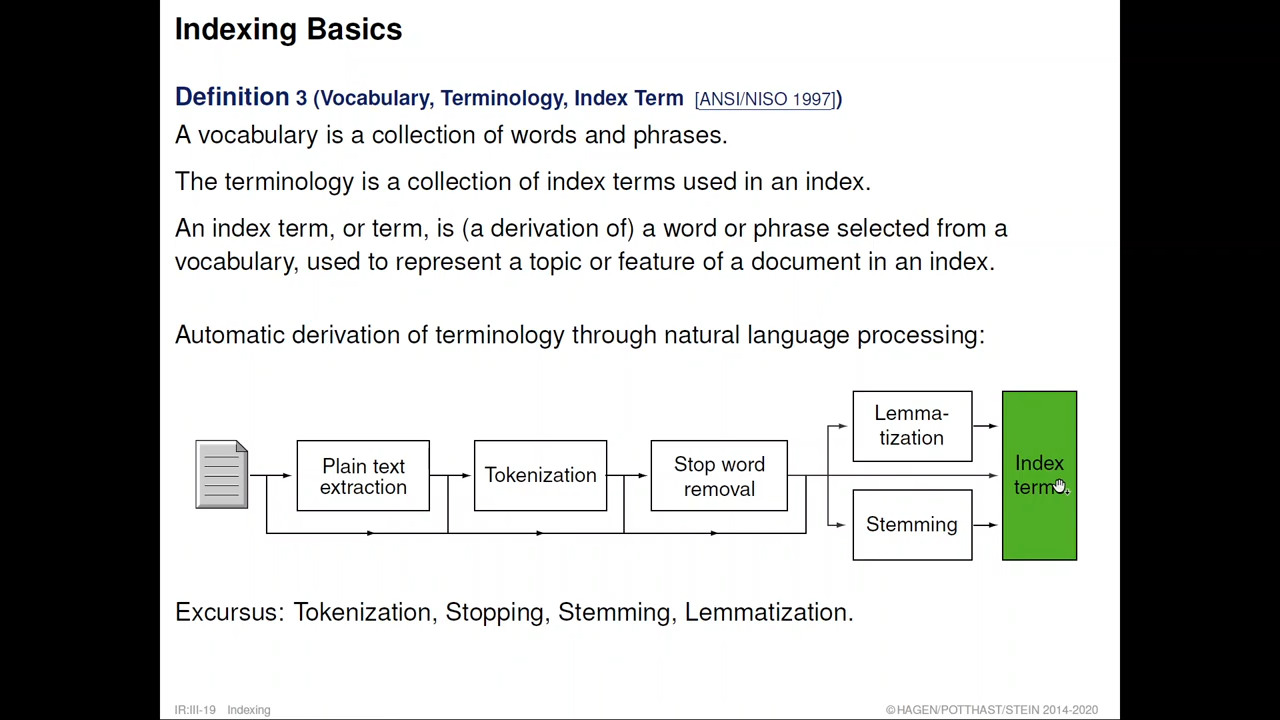 Indexing Basics
Definition 3 (Vocabulary, Terminology, Index Term [ANSI/NISO 1997])
A vocabulary is a collection of words and phrases.
The terminology is a collection of index terms used in an index.
An index term, or term, is (a derivation of) a word or phrase selected from a
vocabulary, used to represent a topic or feature of a document in an index.
Automatic derivation of terminology through natural language processing:
Plain text
extraction
Tokenization
Stop word
removal
Lemma-
tization
Stemming
Index
terms
Excursus: Tokenization, Stopping, Stemming, Lemmatization.
IR:III-19 Indexing
© HAGEN/POTTHAST/STEIN 2014-2020